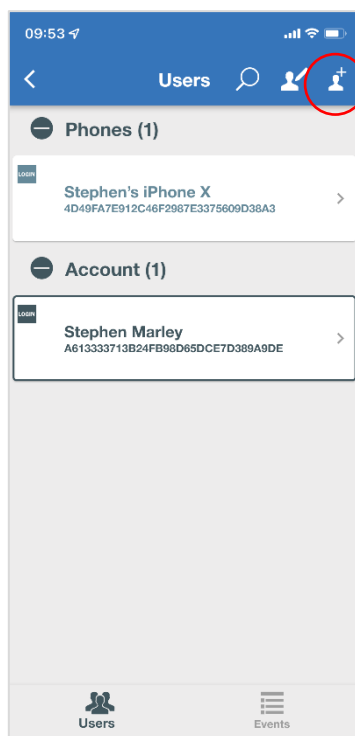 09:53
Users
Phones (1)
LOGIN
Stephen's iPhone X
4D49FA7E912C46F2987E3375609D38A3
Account (1)
LOGIN
Stephen Marley
A613333713B24FB98D65DCE7D389A9DE
Users
Events